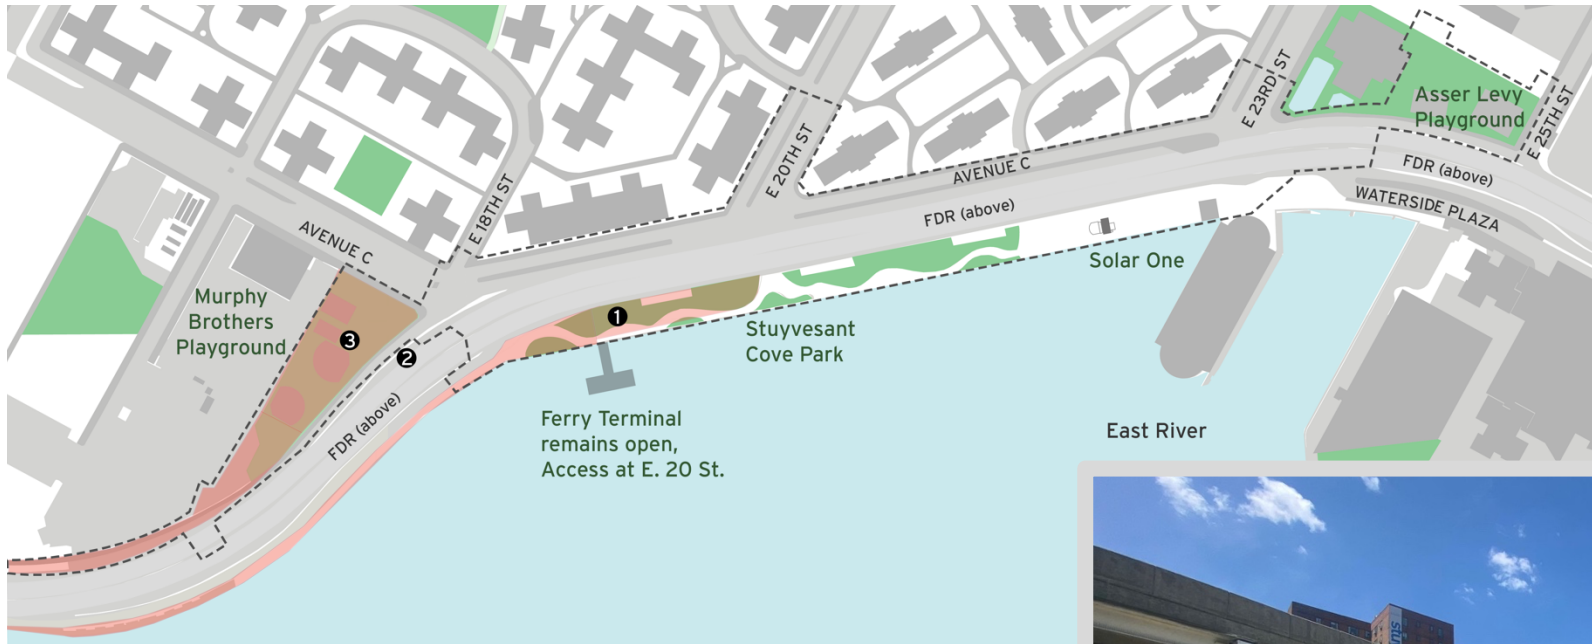 E 23RD ST
Asser Levy
Playground
E 25TH ST
E 20TH ST
AVENUE C
FDR (above)
E 18TH ST
AVENUE C
FDR (above)
WATERSIDE PLAZA
Solar One
Murphy
Brothers
Playground
3
2
1
Stuyvesant
Cove Park
FDR (above)
Ferry Terminal
remains open,
Access at E. 20 St.
East River